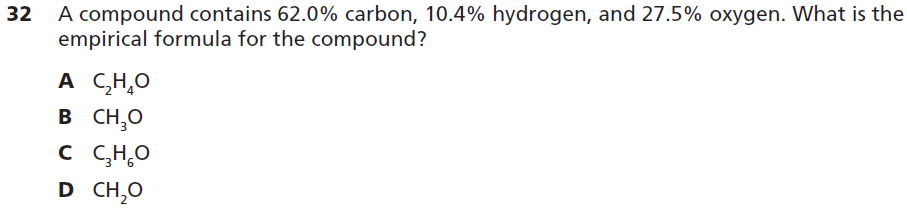 32 A compound contains 62.0% carbon, 10.4% hydrogen, and 27.5% oxygen. What is the
empirical formula for the compound?
A C₂H₄O
B CH₃O
C C₃H₆O
D CH₂O